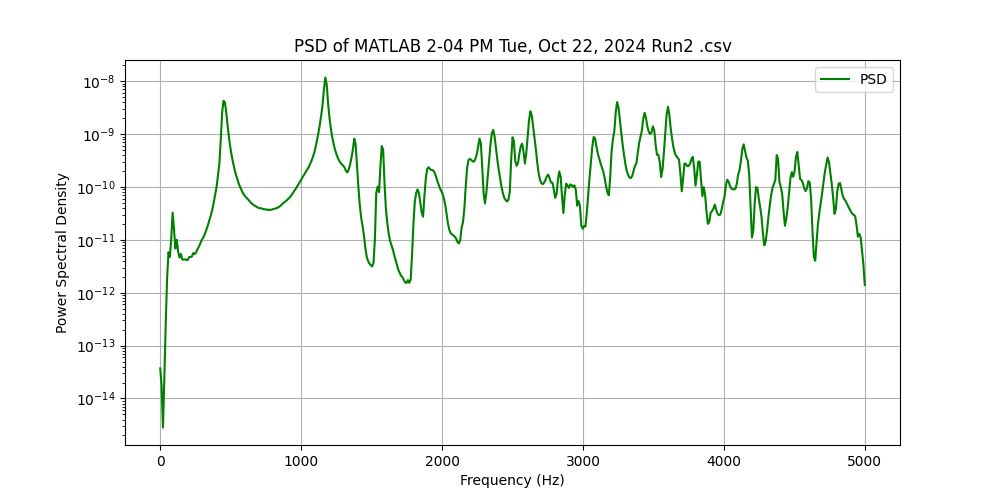 PSD of MATLAB 2-04 PM Tue, Oct 22, 2024 Run2 .csv
PSD
Power Spectral Density
10⁻⁸
10⁻⁹
10⁻¹⁰
10⁻¹¹
10⁻¹²
10⁻¹³
10⁻¹⁴
0 1000 2000 3000 4000 5000
Frequency (Hz)